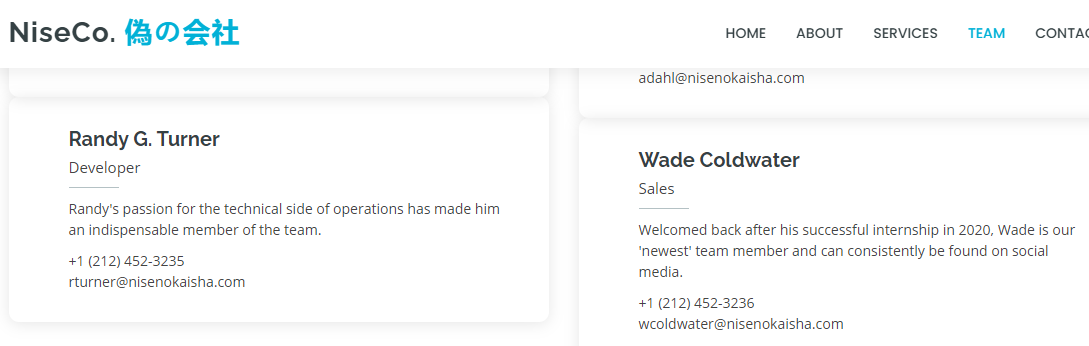 NiseCo. 偽の会社
HOME ABOUT SERVICES TEAM CONTAC
Randy G. Turner
Developer
Randy's passion for the technical side of operations has made him
an indispensable member of the team.
+1 (212) 452-3235
rturner@nisenokaisha.com
adahl@nisenokaisha.com
Wade Coldwater
Sales
Welcomed back after his successful internship in 2020, Wade is our
'newest' team member and can consistently be found on social
media.
+1 (212) 452-3236
wcoldwater@nisenokaisha.com